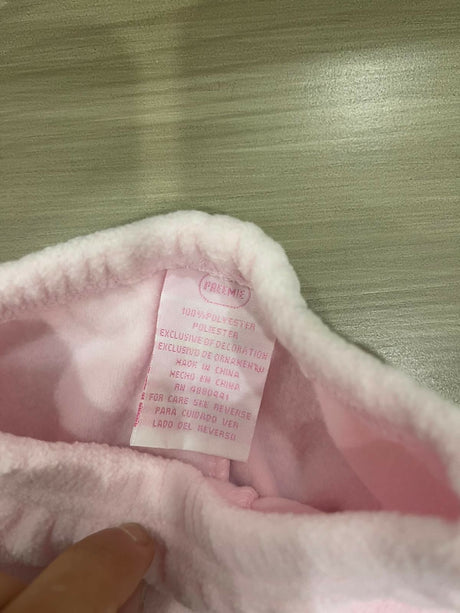 PREEMIE
100% POLYESTER
POLIESTER
EXCLUSIVE OF DECORATION
EXCLUSIVO DE ORNAMENTO
MADE IN CHINA
HECHO EN CHINA
RN
FOR CARE SEE REVERSE
PARA CUIDADO VER
LADO DEL REVERSO